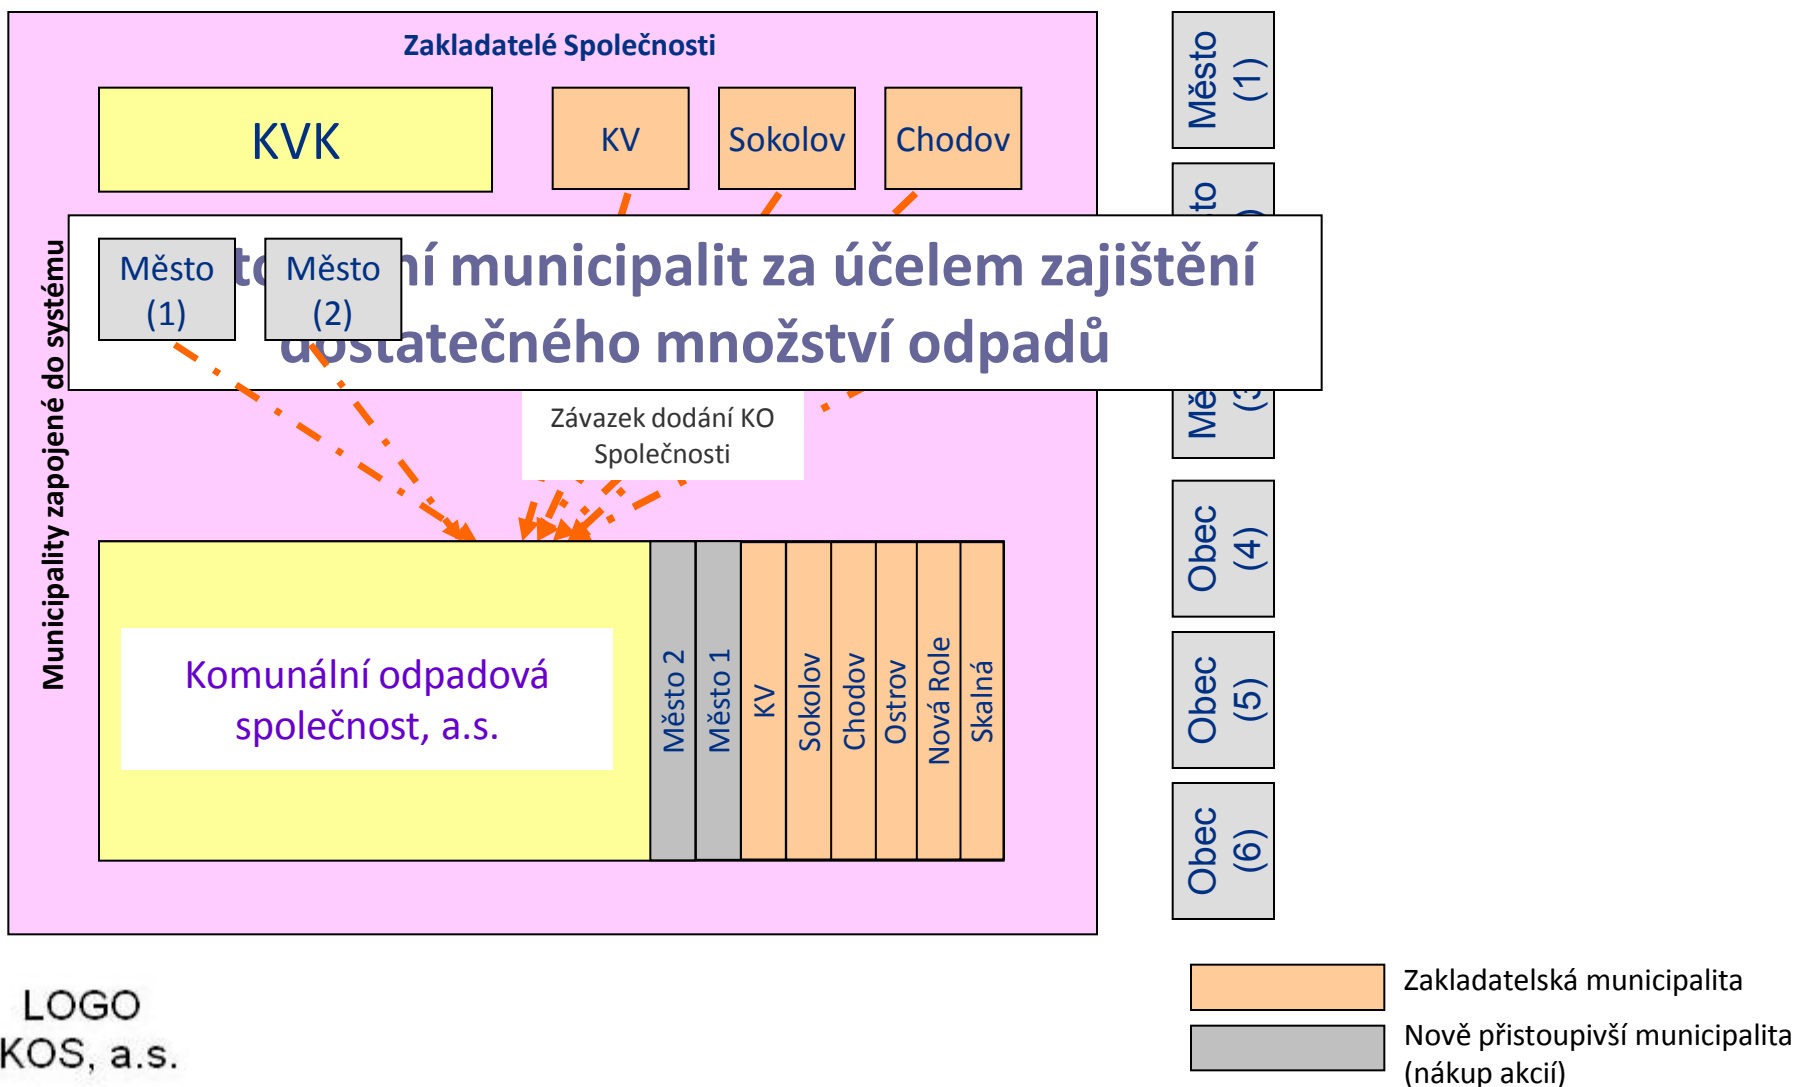 Zakladatelé Společnosti
KVK
KV
Sokolov
Chodov
Město
(1)
Město
(2)
ní municipalit za účelem zajištění
dostatečného množství odpadů
Municipality zapojené do systému
Závazek dodání KO
Společnosti
Komunální odpadová
společnost, a.s.
Město 2
Město 1
KV
Sokolov
Chodov
Ostrov
Nová Role
Skalná
Město
(1)
Obec
(4)
Obec
(5)
Obec
(6)
Zakladatelská municipalita
Nově přistoupivší municipalita
(nákup akcií)
LOGO
KOS, a.s.